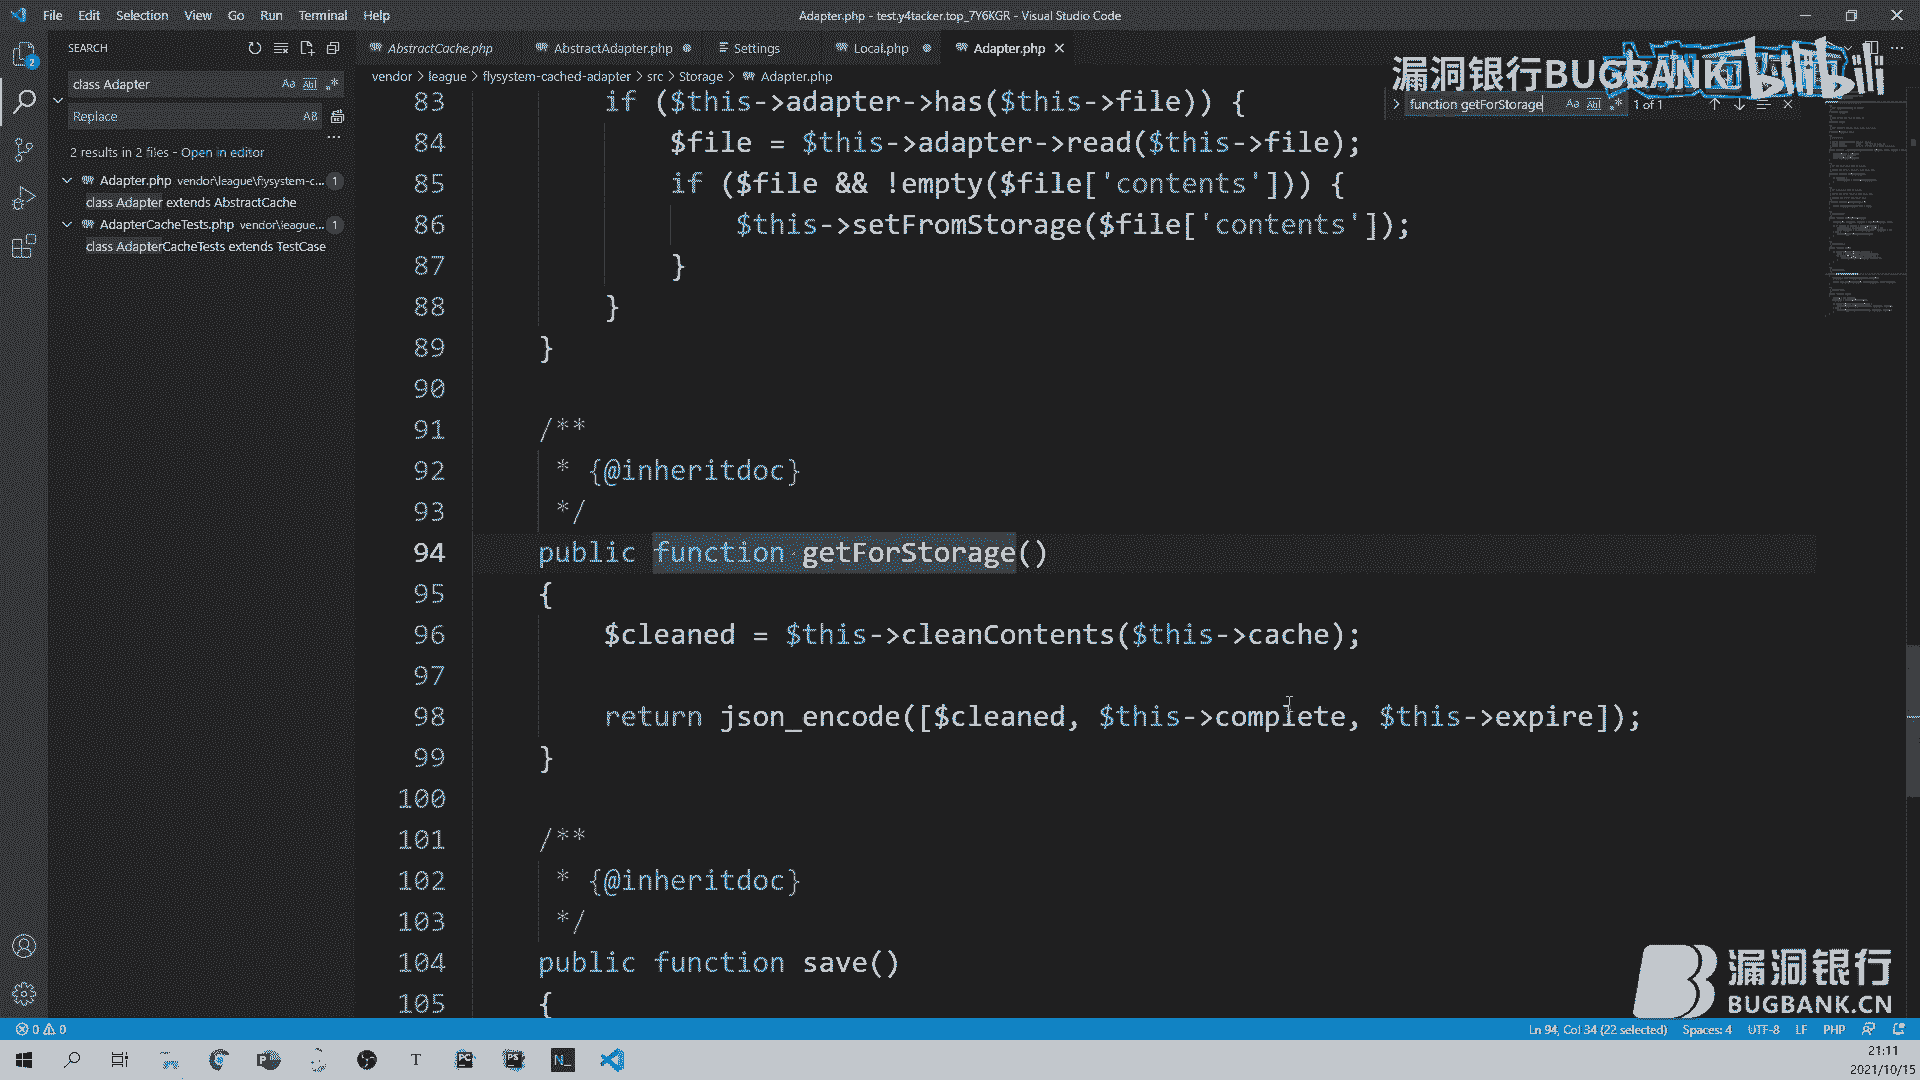 File Edit Selection View Go Run Terminal Help
Adapter.php - test.y4tacker.top_7Y6KGR - Visual Studio Code
SEARCH
AbstractCache.php
AbstractAdapter.php
Settings
Local.php
Adapter.php
class Adapter
Replace
2 results in 2 files - Open in editor
Adapter.php vendor\league\flysystem-c... 1
class Adapter extends AbstractCache
AdapterCacheTests.php vendor\league... 1
class AdapterCacheTests extends TestCase
2
vendor > league > flysystem-cached-adapter > src > Storage > Adapter.php
漏洞银行BUGBANK
bilibili
function getForStorage
1 of 1
83 if ($this->adapter->has($this->file)) {
84 $file = $this->adapter->read($this->file);
85 if ($file && !empty($file['contents'])) {
86 $this->setFromStorage($file['contents']);
87 }
88 }
89 }
90
91 /**
92 * {@inheritdoc}
93 */
94 public function getForStorage()
95 {
96 $cleaned = $this->cleanContents($this->cache);
97
98 return json_encode([$cleaned, $this->complete, $this->expire]);
99 }
100
101 /**
102 * {@inheritdoc}
103 */
104 public function save()
105 {
漏洞银行
BUGBANK.CN
0 0
Ln 94, Col 34 (22 selected) Spaces: 4 UTF-8 LF PHP
21:11
2021/10/15